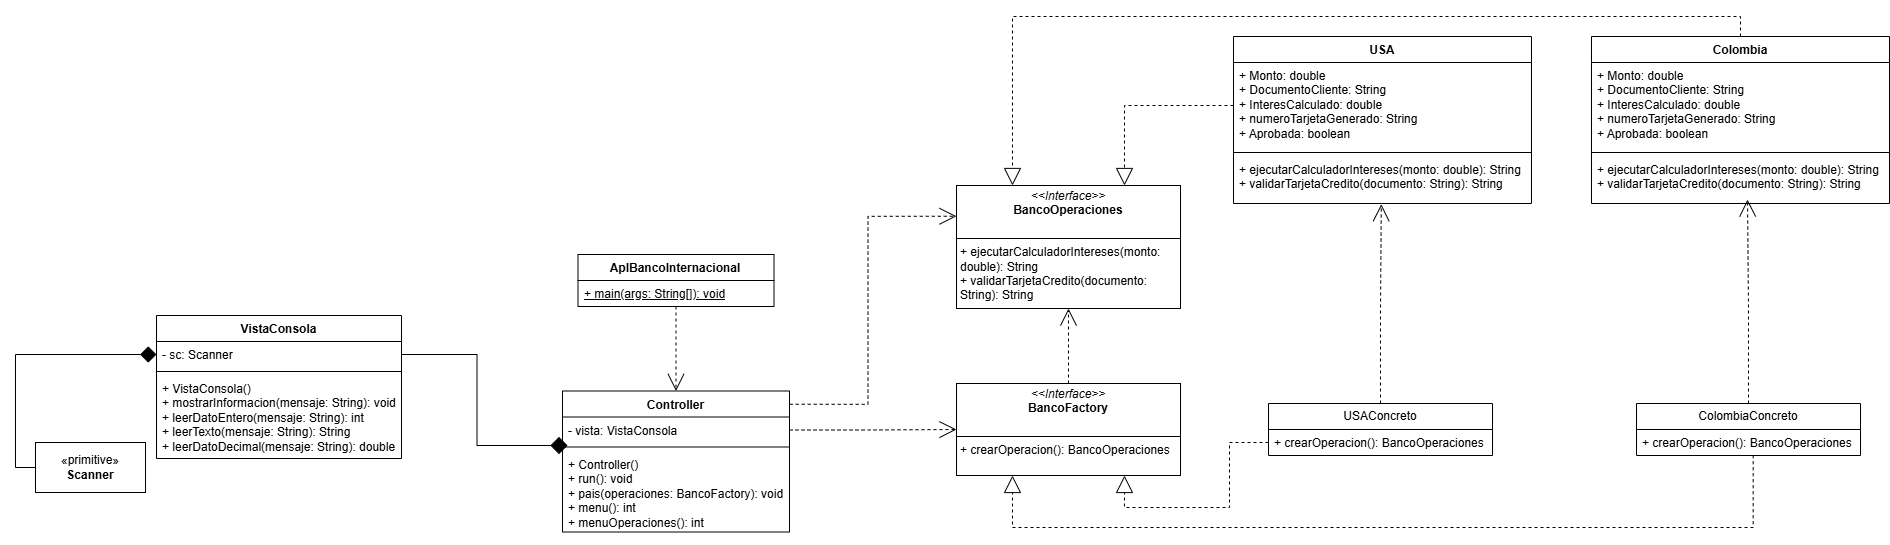 USA
+ Monto: double
+ DocumentoCliente: String
+ InteresCalculado: double
+ numeroTarjetaGenerado: String
+ Aprobada: boolean
+ ejecutarCalculadorIntereses(monto: double): String
+ validarTarjetaCredito(documento: String): String
Colombia
+ Monto: double
+ DocumentoCliente: String
+ InteresCalculado: double
+ numeroTarjetaGenerado: String
+ Aprobada: boolean
+ ejecutarCalculadorIntereses(monto: double): String
+ validarTarjetaCredito(documento: String): String
<<Interface>>
BancoOperaciones
+ ejecutarCalculadorIntereses(monto:
double): String
+ validarTarjetaCredito(documento:
String): String
AplBancoInternacional
+ main(args: String[]): void
VistaConsola
- sc: Scanner
+ VistaConsola()
+ mostrarInformacion(mensaje: String): void
+ leerDatoEntero(mensaje: String): int
+ leerTexto(mensaje: String): String
+ leerDatoDecimal(mensaje: String): double
«primitive»
Scanner
Controller
- vista: VistaConsola
+ Controller()
+ run(): void
+ pais(operaciones: BancoFactory): void
+ menu(): int
+ menuOperaciones(): int
<<Interface>>
BancoFactory
+ crearOperacion(): BancoOperaciones
USAConcreto
+ crearOperacion(): BancoOperaciones
ColombiaConcreto
+ crearOperacion(): BancoOperaciones